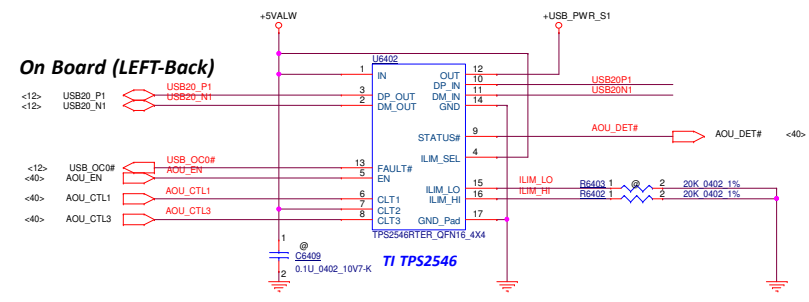 +5VALW
+USB_PWR_S1
On Board (LEFT-Back)
U6402
1 IN OUT 12
DP_IN 10 USB20P1
<12> USB20_P1 USB20_P1 3 DP_OUT DM_IN 11 USB20N1
<12> USB20_N1 USB20_N1 2 DM_OUT GND 14
STATUS# 9 AOU_DET# AOU_DET# <40>
ILIM_SEL 4
<12> USB_OC0# USB_OC0# 13 FAULT#
<40> AOU_EN AOU_EN 5 EN
ILIM_LO 15 ILIM_LO R6403 1 @ 2 20K_0402_1%
<40> AOU_CTL1 AOU_CTL1 6 CLT1 ILIM_HI 16 ILIM_HI R6402 1 2 20K_0402_1%
7 CLT2
<40> AOU_CTL3 AOU_CTL3 8 CLT3 GND_Pad 17
TPS2546RTER_QFN16_4X4
1
@
C6409
0.1U_0402_10V7-K
2
TI TPS2546